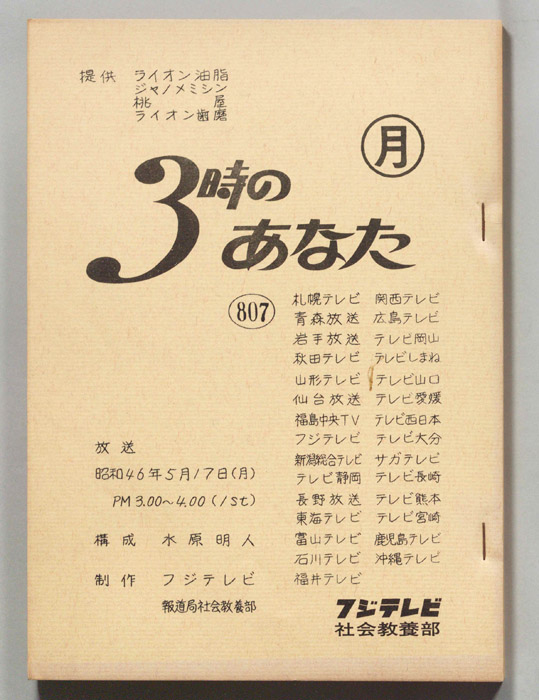 提供 ライオン油脂
ジャノメミシン
桃屋
ライオン歯磨
月
3時の
あなた
807
札幌テレビ 関西テレビ
青森放送 広島テレビ
岩手放送 テレビ岡山
秋田テレビ テレビしまね
山形テレビ テレビ山口
仙台放送 テレビ愛媛
福島中央TV テレビ西日本
フジテレビ テレビ大分
新潟総合テレビ サガテレビ
テレビ静岡 テレビ長崎
長野放送 テレビ熊本
東海テレビ テレビ宮崎
富山テレビ 鹿児島テレビ
石川テレビ 沖縄テレビ
福井テレビ
放送
昭和46年5月17日(月)
PM3.00~4.00(1st)
構成 水原明人
制作 フジテレビ
報道局社会教養部
フジテレビ
社会教養部